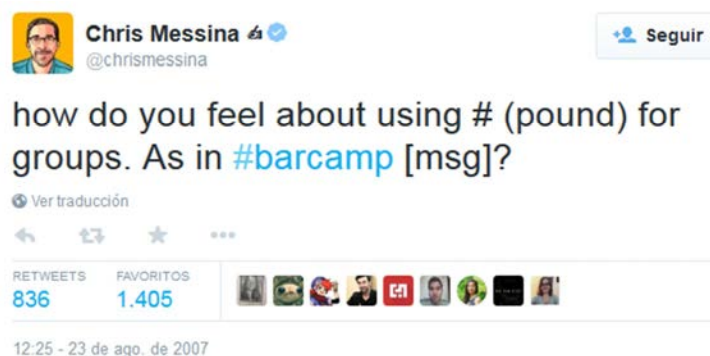 Chris Messina
@chrismessina
Seguir
how do you feel about using # (pound) for
groups. As in #barcamp [msg]?
Ver traducción
RETWEETS FAVORITOS
836 1.405
12:25 - 23 de ago. de 2007